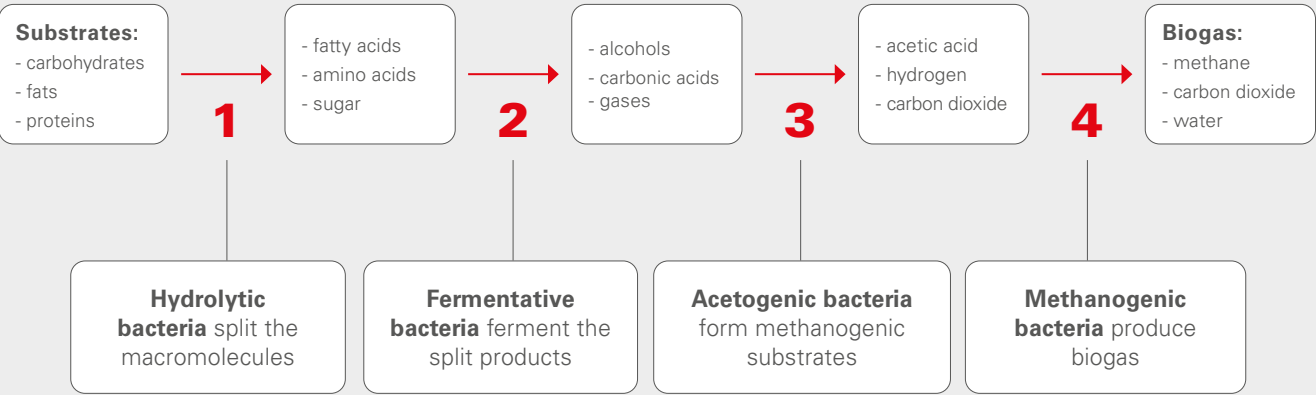 Substrates:
- carbohydrates
- fats
- proteins
1
- fatty acids
- amino acids
- sugar
2
- alcohols
- carbonic acids
- gases
3
- acetic acid
- hydrogen
- carbon dioxide
4
Biogas:
- methane
- carbon dioxide
- water
Hydrolytic
bacteria split the
macromolecules
Fermentative
bacteria ferment the
split products
Acetogenic bacteria
form methanogenic
substrates
Methanogenic
bacteria produce
biogas